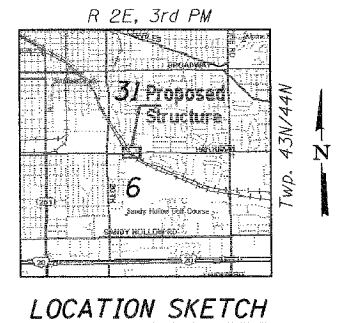 R 2E, 3rd PM
BROADWAY
31 Proposed
Structure
Twp. 43N/44N
N
6
Sandy Hollow Golf Course
SANDY HOLLOW RD
251
20
20
LOCATION SKETCH